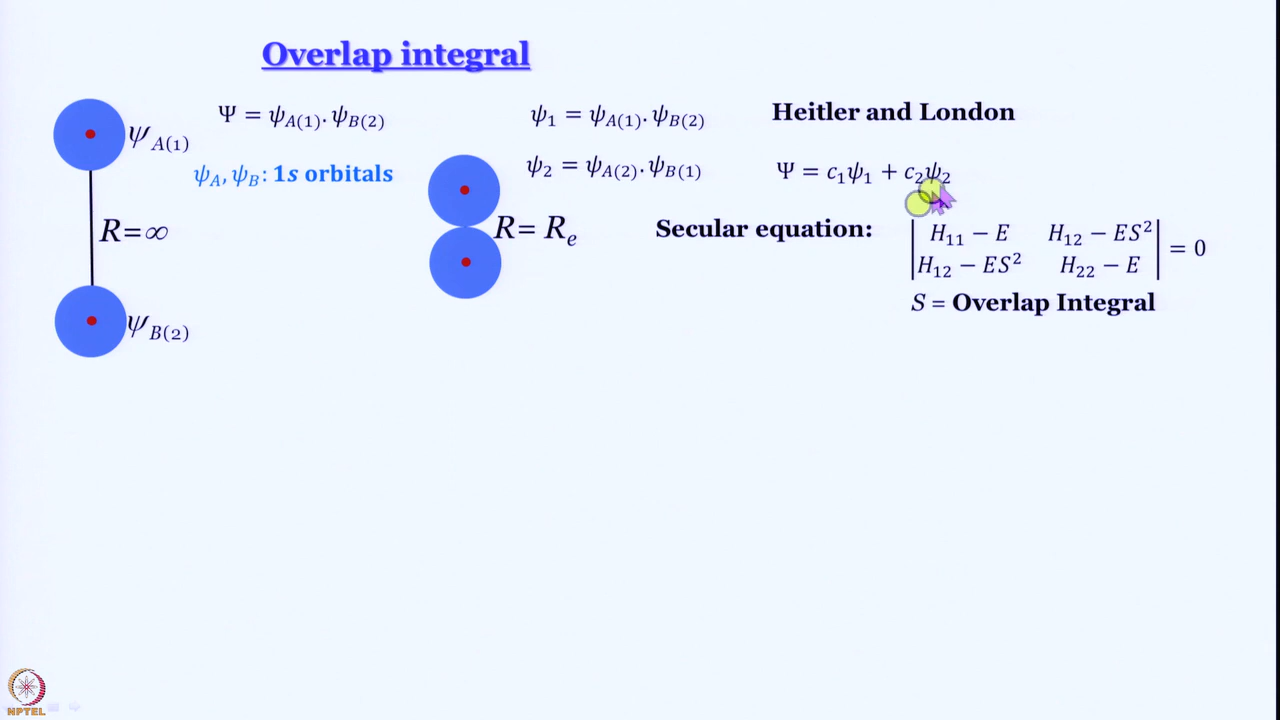 Overlap integral
ψ_A(1)
Ψ = ψ_A(1). ψ_B(2)
ψ_A, ψ_B: 1s orbitals
R=∞
ψ_B(2)
ψ₁ = ψ_A(1). ψ_B(2)
Heitler and London
ψ₂ = ψ_A(2). ψ_B(1)
Ψ = c₁ψ₁ + c₂ψ₂
R= R_e
Secular equation:
| H₁₁ − E   H₁₂ − ES² |
| H₁₂ − ES²   H₂₂ − E | = 0
S = Overlap Integral
NPTEL